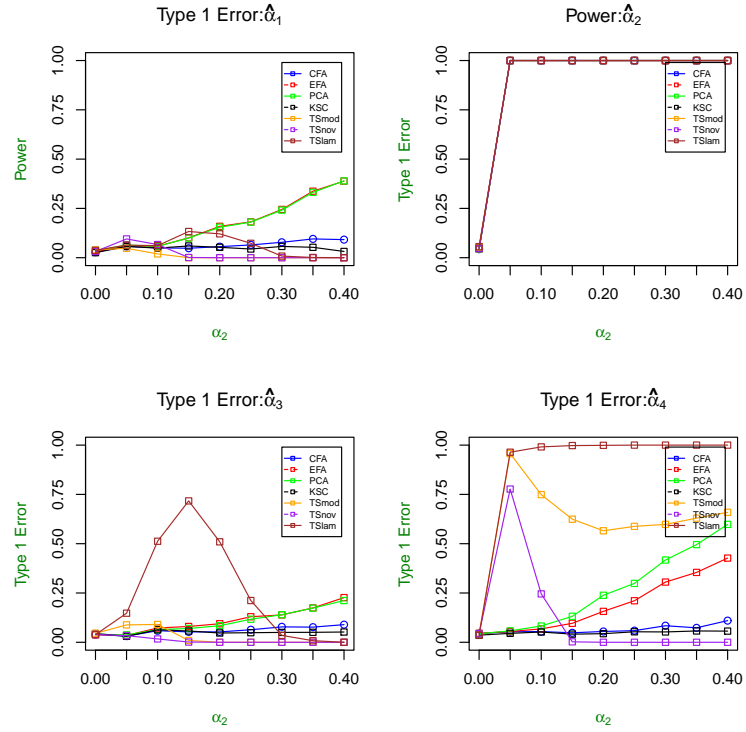 Type 1 Error:α̂₁
Power
1.00
0.75
0.50
0.25
0.00
CFA
EFA
PCA
KSC
TSmod
TSnov
TSlam
0.00 0.10 0.20 0.30 0.40
α₂
Power:α̂₂
Type 1 Error
1.00
0.75
0.50
0.25
0.00
CFA
EFA
PCA
KSC
TSmod
TSnov
TSlam
0.00 0.10 0.20 0.30 0.40
α₂
Type 1 Error:α̂₃
Type 1 Error
1.00
0.75
0.50
0.25
0.00
CFA
EFA
PCA
KSC
TSmod
TSnov
TSlam
0.00 0.10 0.20 0.30 0.40
α₂
Type 1 Error:α̂₄
Type 1 Error
1.00
0.75
0.50
0.25
0.00
CFA
EFA
PCA
KSC
TSmod
TSnov
TSlam
0.00 0.10 0.20 0.30 0.40
α₂